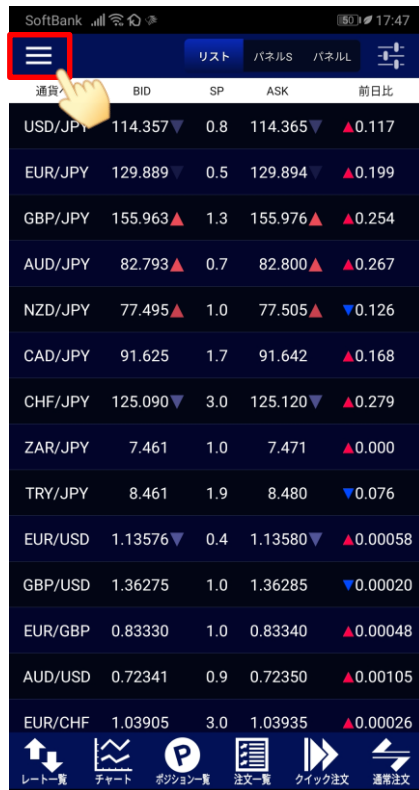 SoftBank 50 17:47
リスト パネルS パネルL
通貨 BID SP ASK 前日比
USD/JPY 114.357▼ 0.8 114.365▼ ▲0.117
EUR/JPY 129.889▼ 0.5 129.894▼ ▲0.199
GBP/JPY 155.963▲ 1.3 155.976▲ ▲0.254
AUD/JPY 82.793▲ 0.7 82.800▲ ▲0.267
NZD/JPY 77.495▲ 1.0 77.505▲ ▼0.126
CAD/JPY 91.625 1.7 91.642 ▲0.168
CHF/JPY 125.090▼ 3.0 125.120▼ ▲0.279
ZAR/JPY 7.461 1.0 7.471 ▲0.000
TRY/JPY 8.461 1.9 8.480 ▼0.076
EUR/USD 1.13576▼ 0.4 1.13580▼ ▲0.00058
GBP/USD 1.36275 1.0 1.36285 ▼0.00020
EUR/GBP 0.83330 1.0 0.83340 ▲0.00048
AUD/USD 0.72341 0.9 0.72350 ▲0.00105
EUR/CHF 1.03905 3.0 1.03935 ▲0.00026
P
レート一覧 チャート ポジション一覧 注文一覧 クイック注文 通常注文